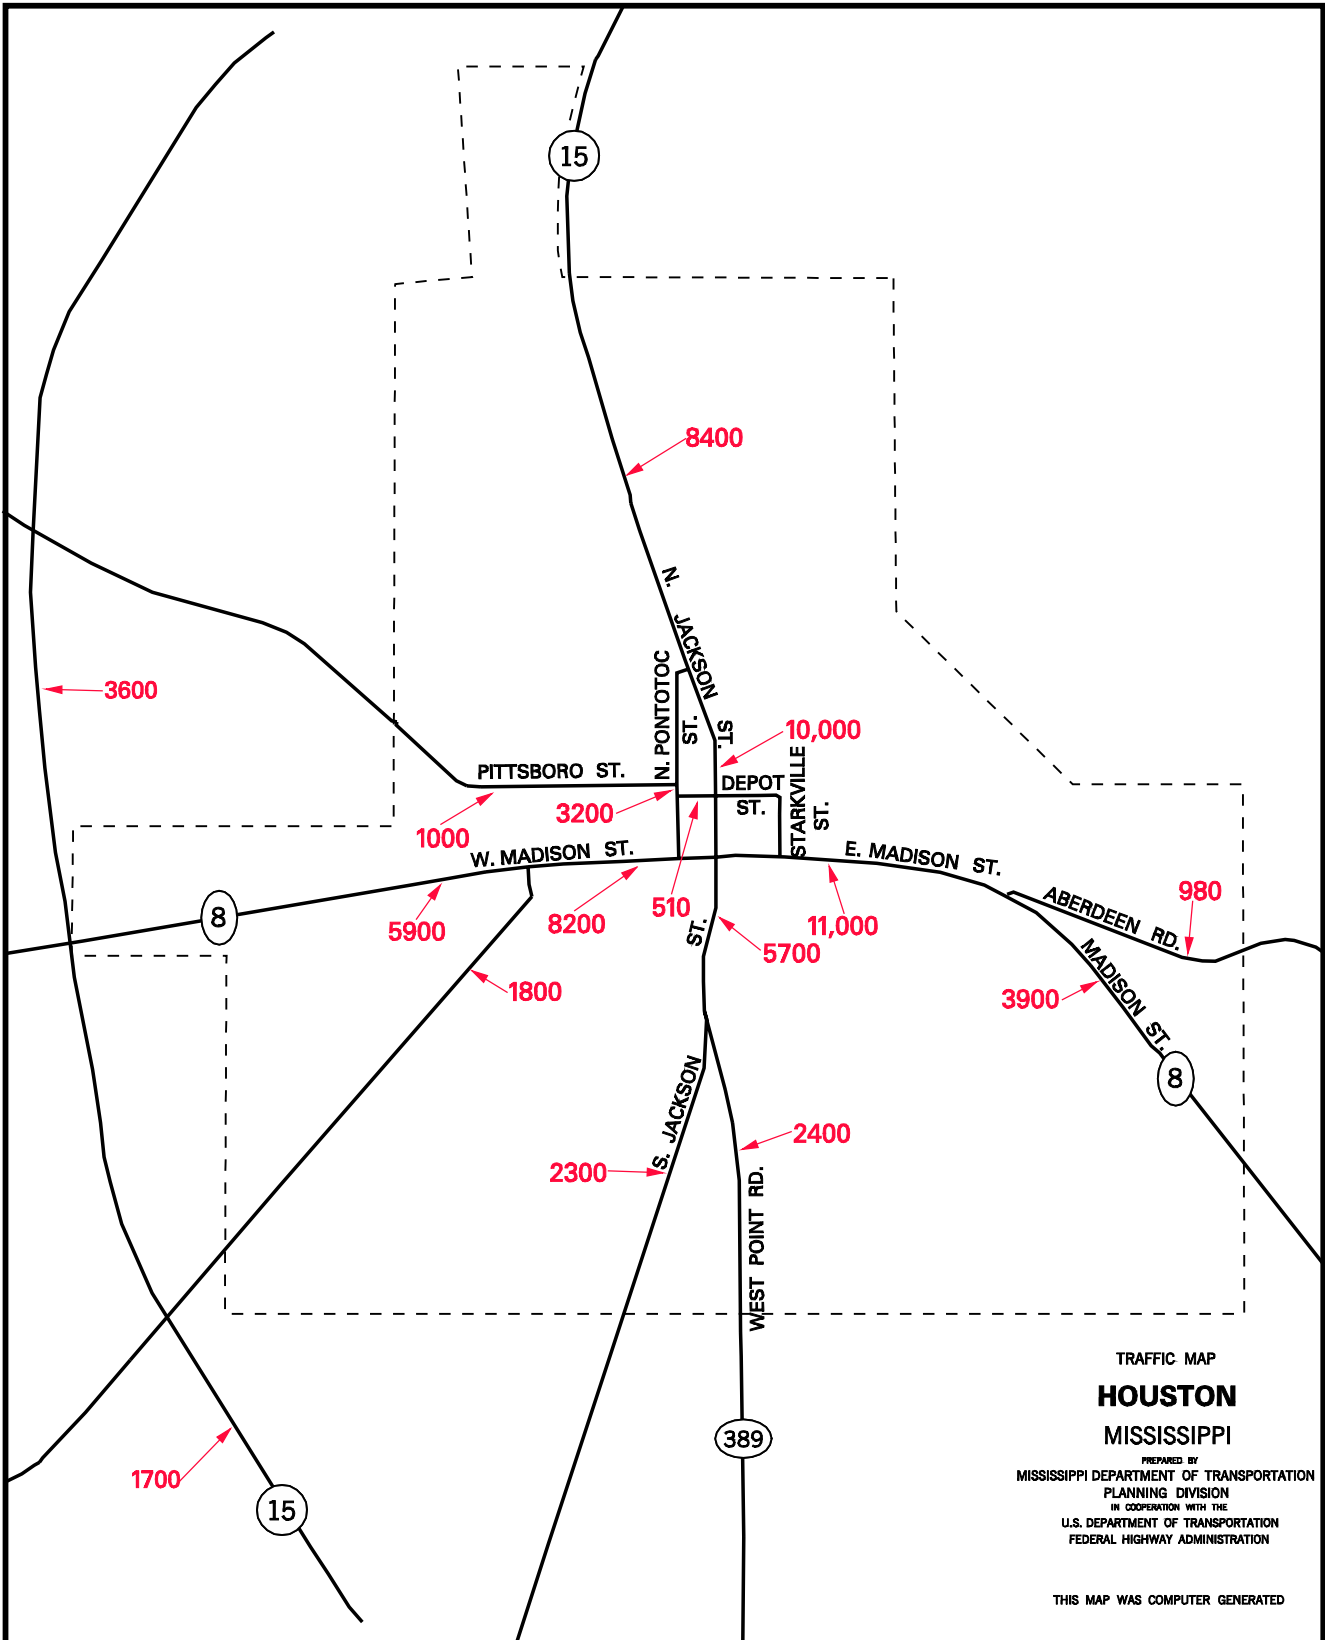 15
8400
N. JACKSON ST.
3600
N. PONTOTOC ST.
10,000
PITTSBORO ST.
DEPOT ST.
STARKVILLE ST.
3200
1000
W. MADISON ST.
E. MADISON ST.
8
5900
8200
510
11,000
ABERDEEN RD.
980
5700
1800
3900
MADISON ST.
8
S. JACKSON ST.
2400
2300
WEST POINT RD.
389
1700
15
TRAFFIC MAP
HOUSTON
MISSISSIPPI
PREPARED BY
MISSISSIPPI DEPARTMENT OF TRANSPORTATION
PLANNING DIVISION
IN COOPERATION WITH THE
U.S. DEPARTMENT OF TRANSPORTATION
FEDERAL HIGHWAY ADMINISTRATION
THIS MAP WAS COMPUTER GENERATED